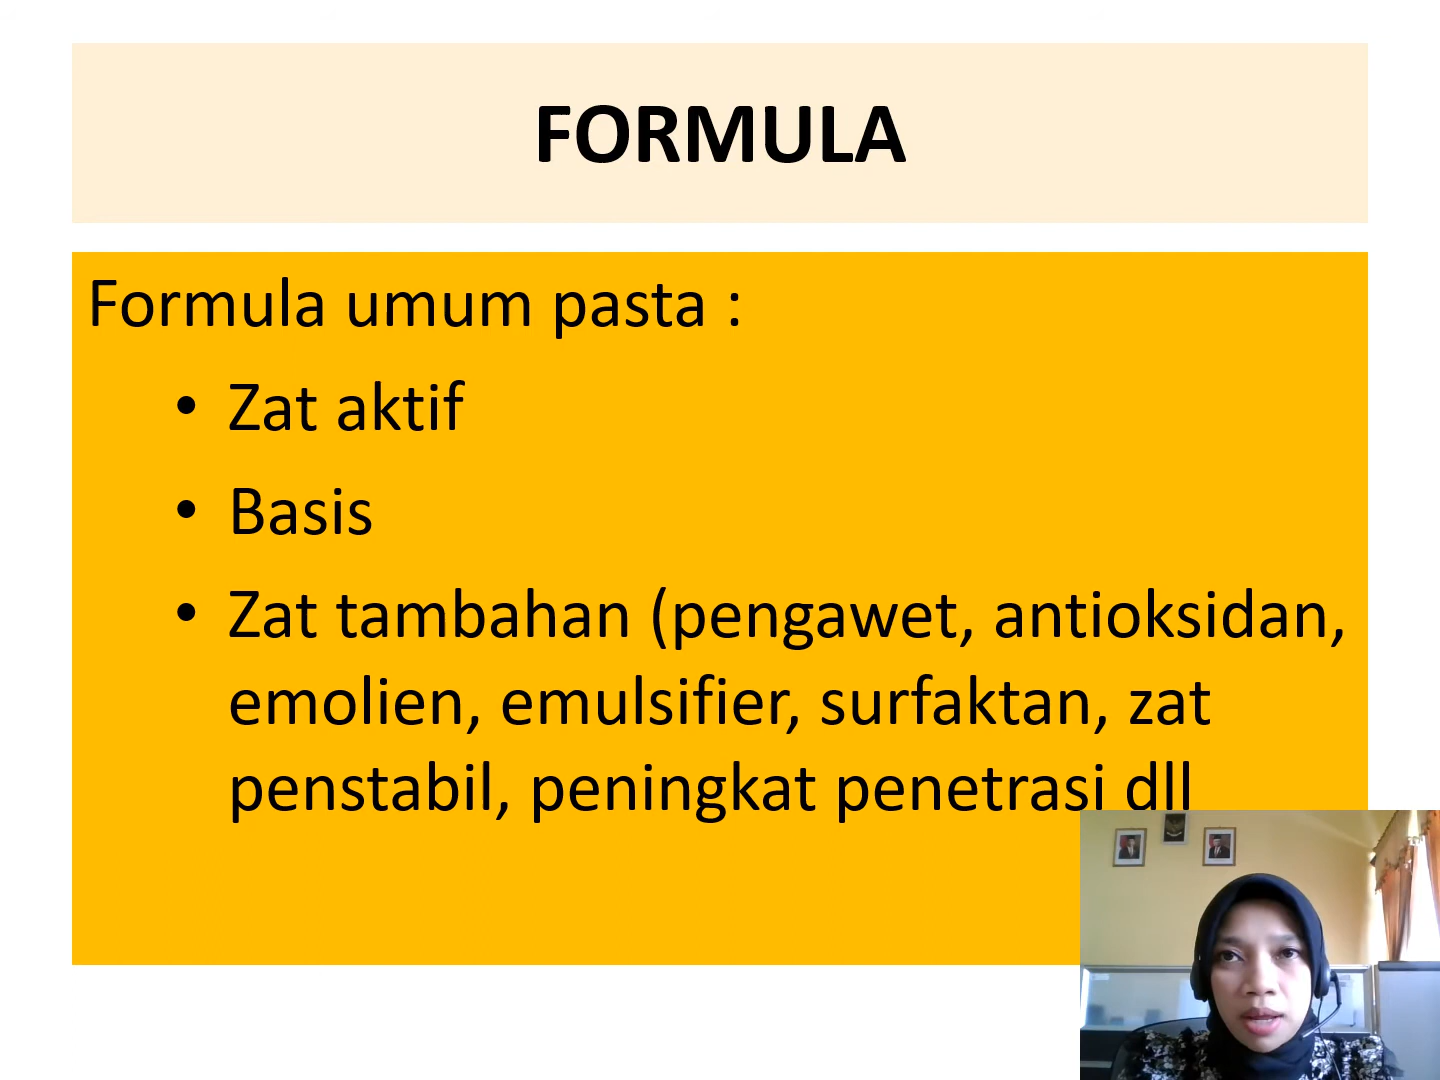 FORMULA
Formula umum pasta :
• Zat aktif
• Basis
• Zat tambahan (pengawet, antioksidan,
emolien, emulsifier, surfaktan, zat
penstabil, peningkat penetrasi dll